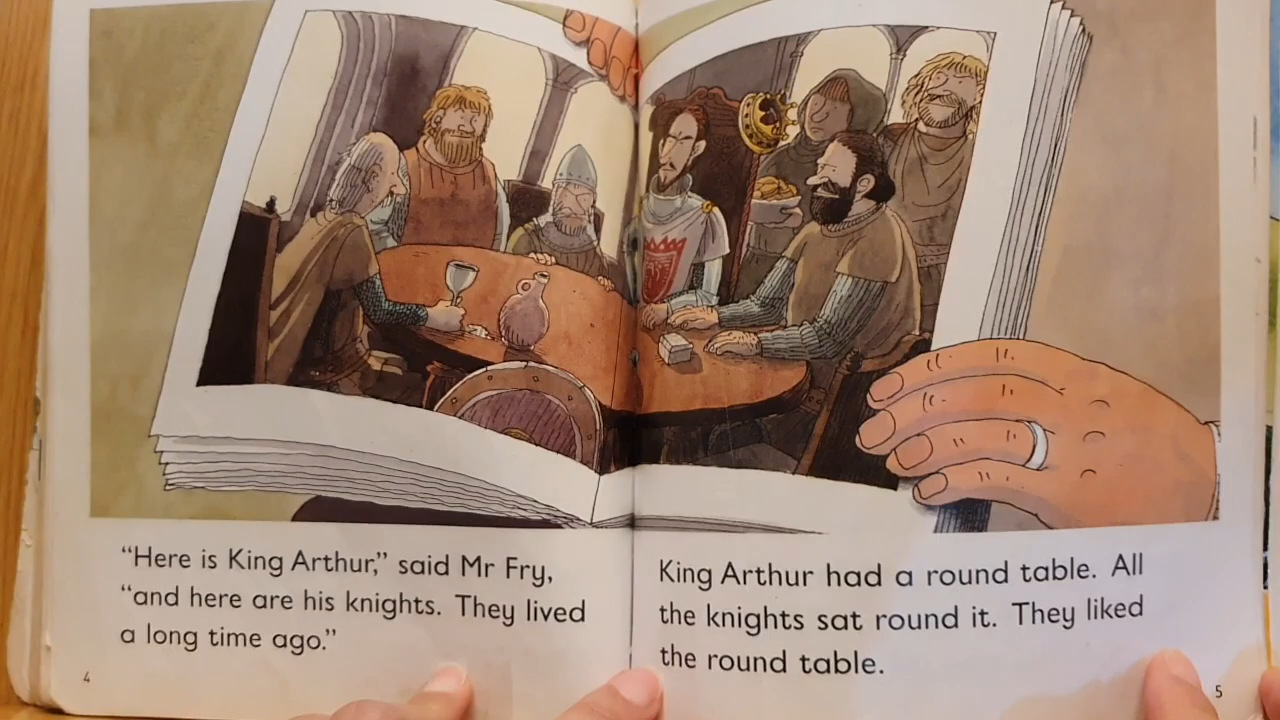 “Here is King Arthur,” said Mr Fry,
“and here are his knights. They lived
a long time ago.”
4
King Arthur had a round table. All
the knights sat round it. They liked
the round table.
5